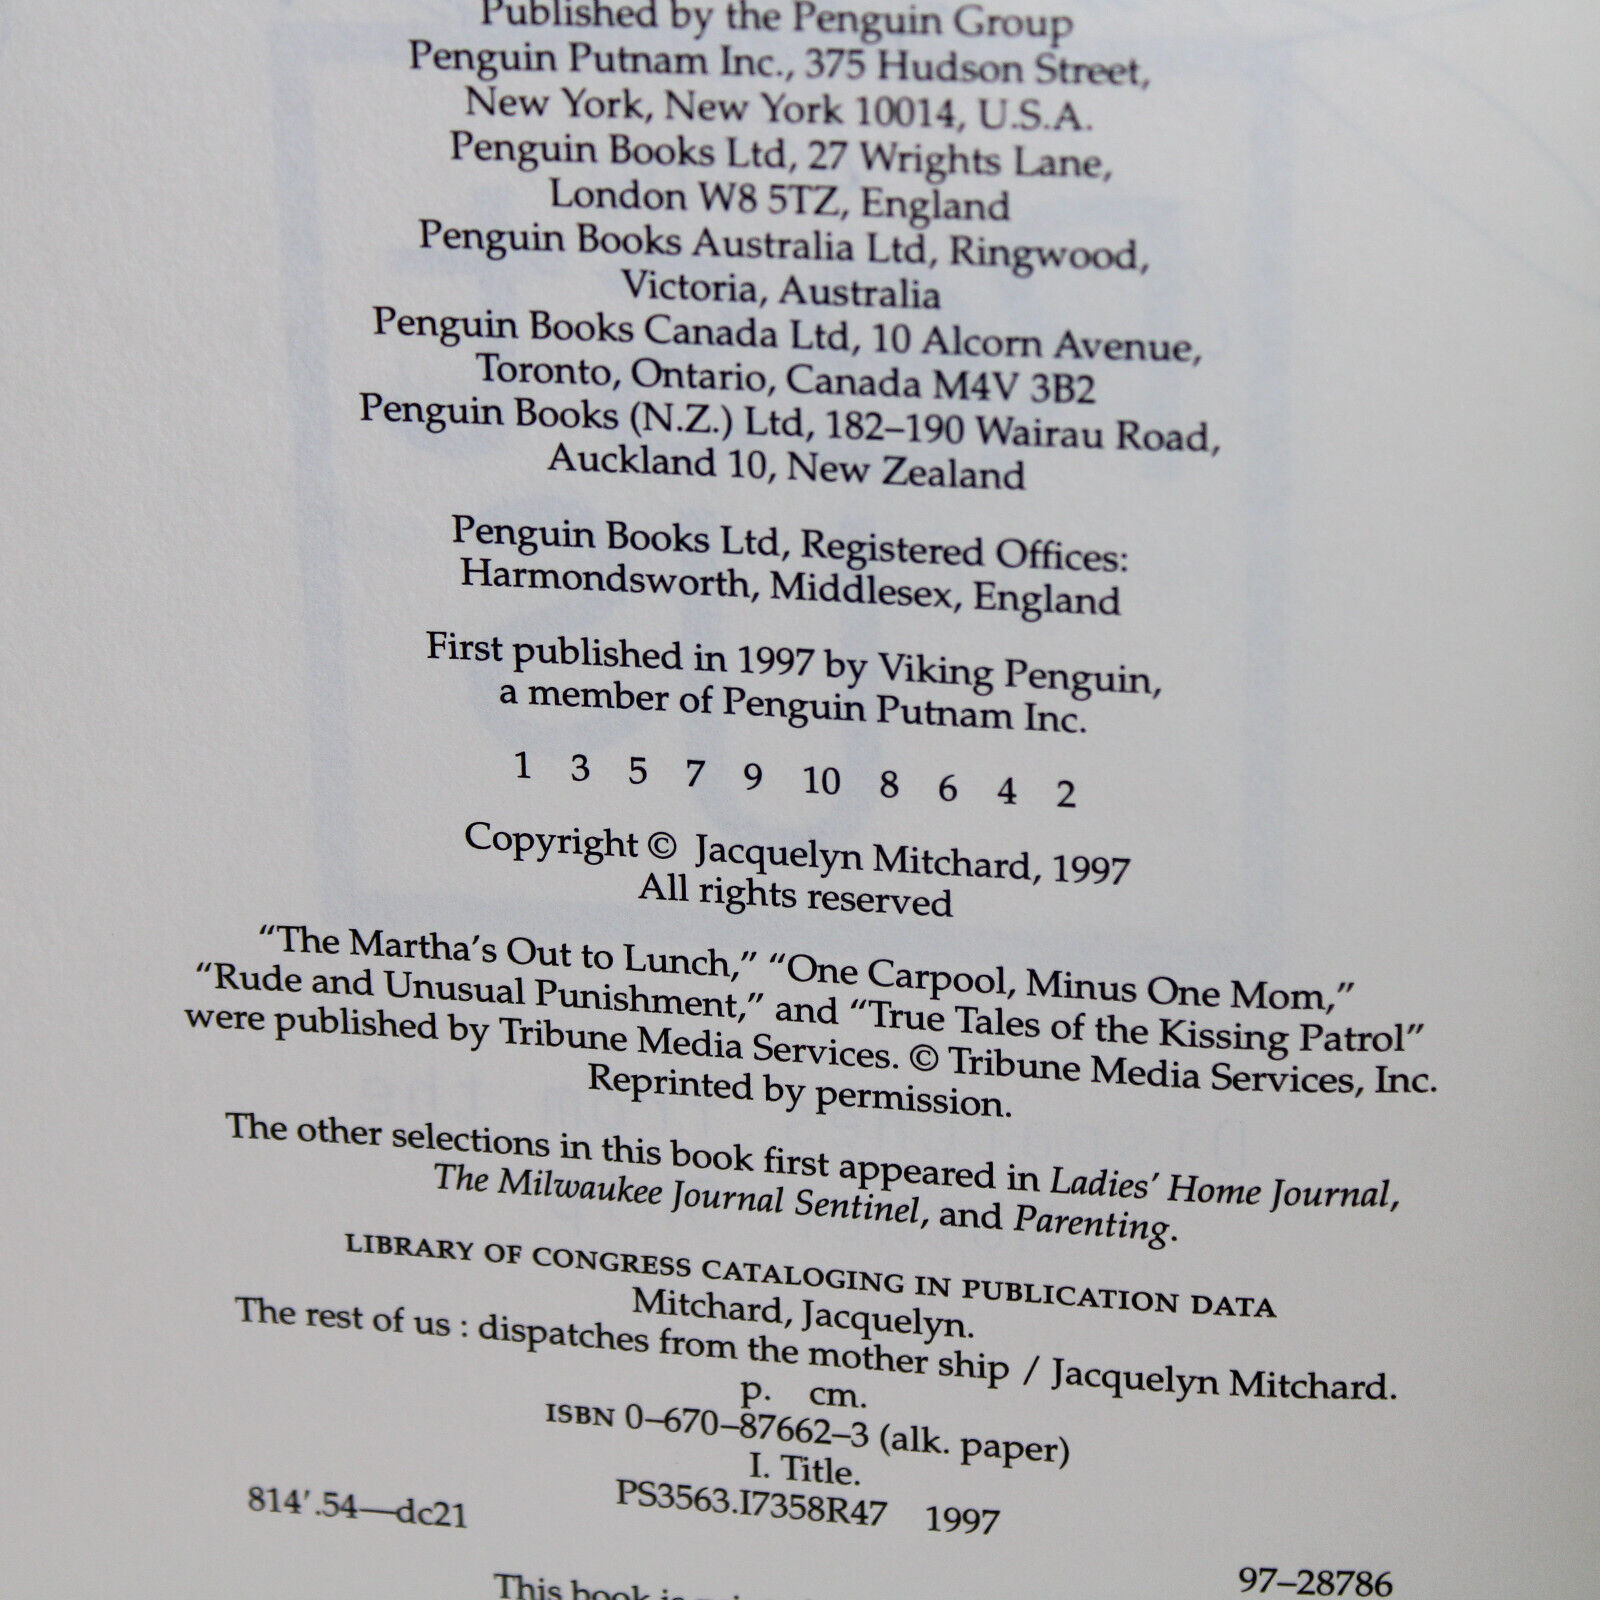 Published by the Penguin Group
Penguin Putnam Inc., 375 Hudson Street,
New York, New York 10014, U.S.A.
Penguin Books Ltd, 27 Wrights Lane,
London W8 5TZ, England
Penguin Books Australia Ltd, Ringwood,
Victoria, Australia
Penguin Books Canada Ltd, 10 Alcorn Avenue,
Toronto, Ontario, Canada M4V 3B2
Penguin Books (N.Z.) Ltd, 182–190 Wairau Road,
Auckland 10, New Zealand
Penguin Books Ltd, Registered Offices:
Harmondsworth, Middlesex, England
First published in 1997 by Viking Penguin,
a member of Penguin Putnam Inc.
1 3 5 7 9 10 8 6 4 2
Copyright © Jacquelyn Mitchard, 1997
All rights reserved
“The Martha’s Out to Lunch,” “One Carpool, Minus One Mom,”
“Rude and Unusual Punishment,” and “True Tales of the Kissing Patrol”
were published by Tribune Media Services. © Tribune Media Services, Inc.
Reprinted by permission.
The other selections in this book first appeared in Ladies’ Home Journal,
The Milwaukee Journal Sentinel, and Parenting.
LIBRARY OF CONGRESS CATALOGING IN PUBLICATION DATA
Mitchard, Jacquelyn.
The rest of us : dispatches from the mother ship / Jacquelyn Mitchard.
p. cm.
ISBN 0–670–87662–3 (alk. paper)
I. Title.
PS3563.I7358R47 1997
814′.54—dc21
97–28786
This book is